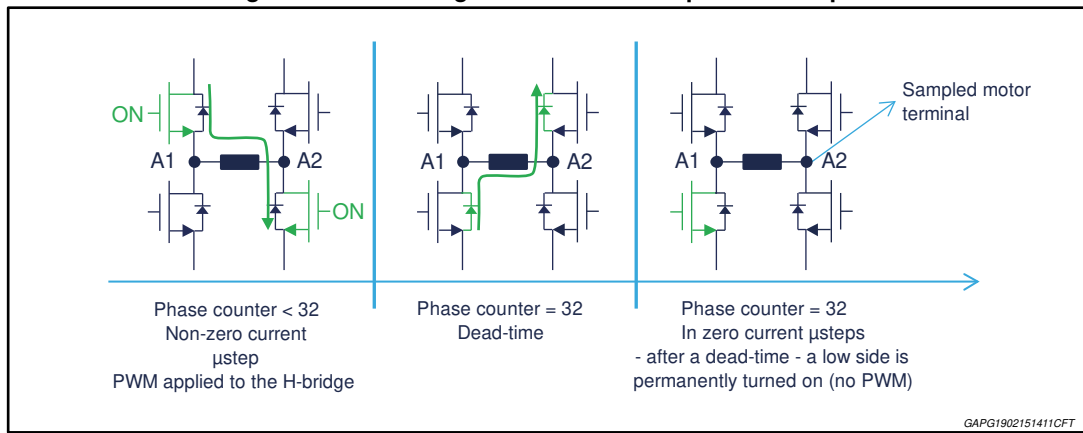 ON
A1
A2
ON
A1
A2
A1
A2
Sampled motor
terminal
Phase counter < 32
Non-zero current
µstep
PWM applied to the H-bridge
Phase counter = 32
Dead-time
Phase counter = 32
In zero current µsteps
- after a dead-time - a low side is
permanently turned on (no PWM)
GAPG1902151411CFT